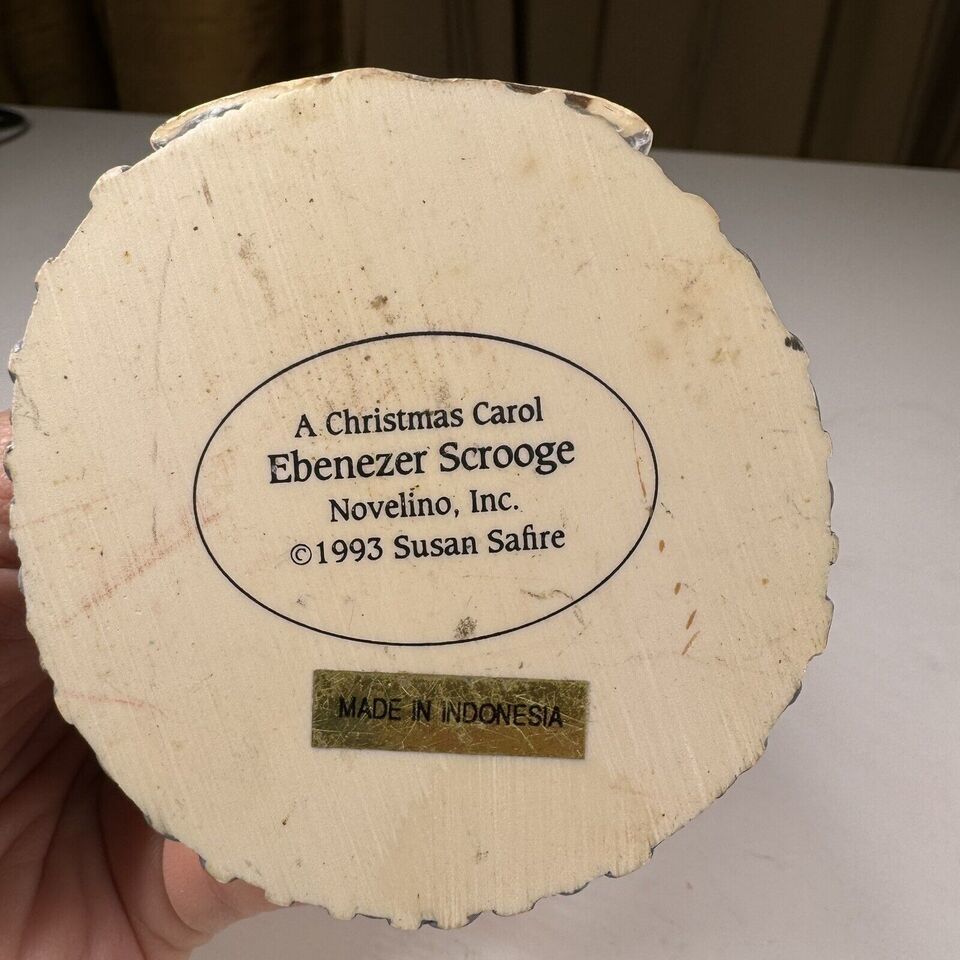 A Christmas Carol
Ebenezer Scrooge
Novelino, Inc.
©1993 Susan Safire
MADE IN INDONESIA